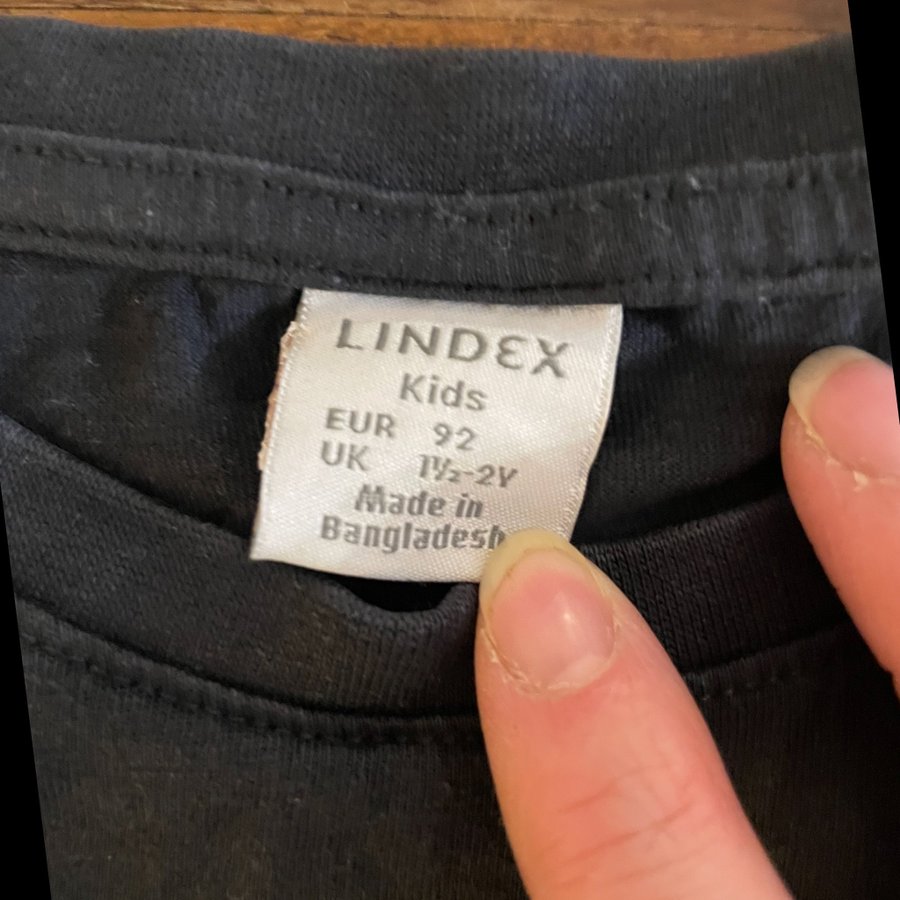 LINDEX
Kids
EUR 92
UK 1½-2Y
Made in
Bangladesh